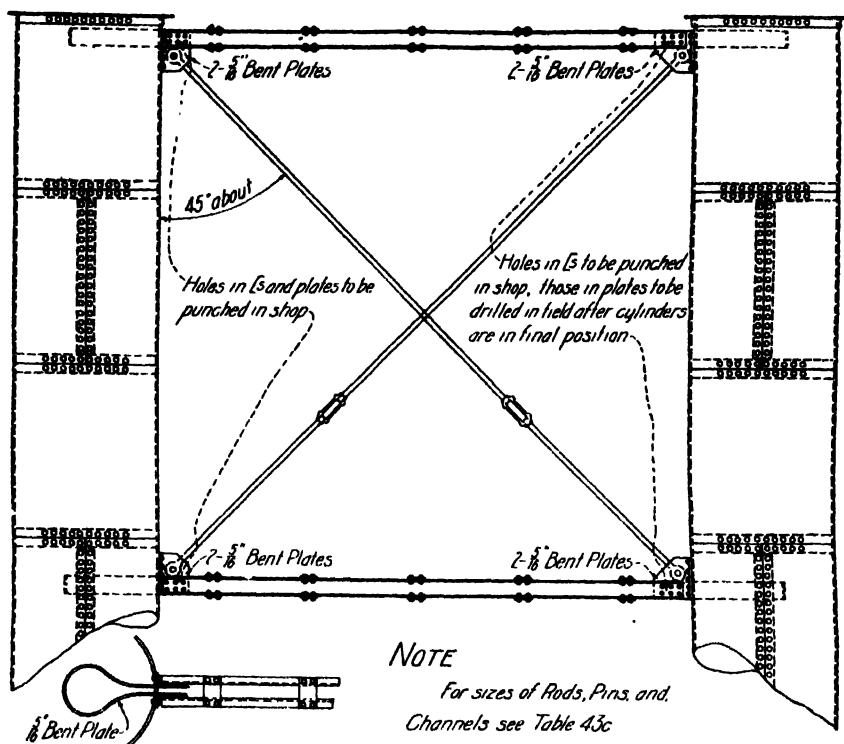 2-5/16" Bent Plates
2-5/16" Bent Plates
45° about
Holes in [s and plates to be
punched in shop
Holes in [s to be punched
in shop, those in plates to be
drilled in field after cylinders
are in final position
2-5/16" Bent Plates
2-5/16" Bent Plates
NOTE
For sizes of Rods, Pins, and
Channels see Table 43c
5/16" Bent Plate